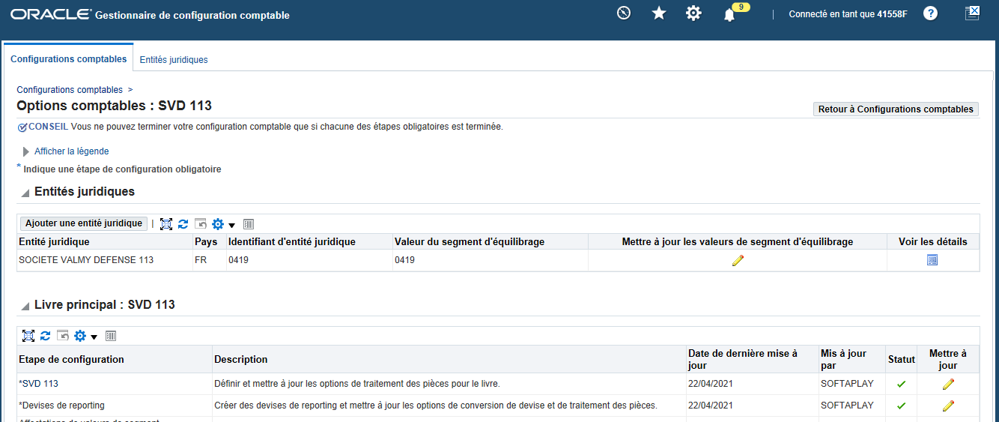 ORACLE® Gestionnaire de configuration comptable
9
Connecté en tant que 41558F
?
Configurations comptables
Entités juridiques
Configurations comptables >
Options comptables : SVD 113
Retour à Configurations comptables
CONSEIL Vous ne pouvez terminer votre configuration comptable que si chacune des étapes obligatoires est terminée.
Afficher la légende
* Indique une étape de configuration obligatoire
Entités juridiques
Ajouter une entité juridique |
Entité juridique Pays Identifiant d'entité juridique Valeur du segment d'équilibrage Mettre à jour les valeurs de segment d'équilibrage Voir les détails
SOCIETE VALMY DEFENSE 113 FR 0419 0419
Livre principal : SVD 113
Etape de configuration Description Date de dernière mise à jour Mis à jour par Statut Mettre à jour
*SVD 113 Définir et mettre à jour les options de traitement des pièces pour le livre. 22/04/2021 SOFTAPLAY
*Devises de reporting Créer des devises de reporting et mettre à jour les options de conversion de devise et de traitement des pièces. 22/04/2021 SOFTAPLAY
Affectations de valeurs de segment